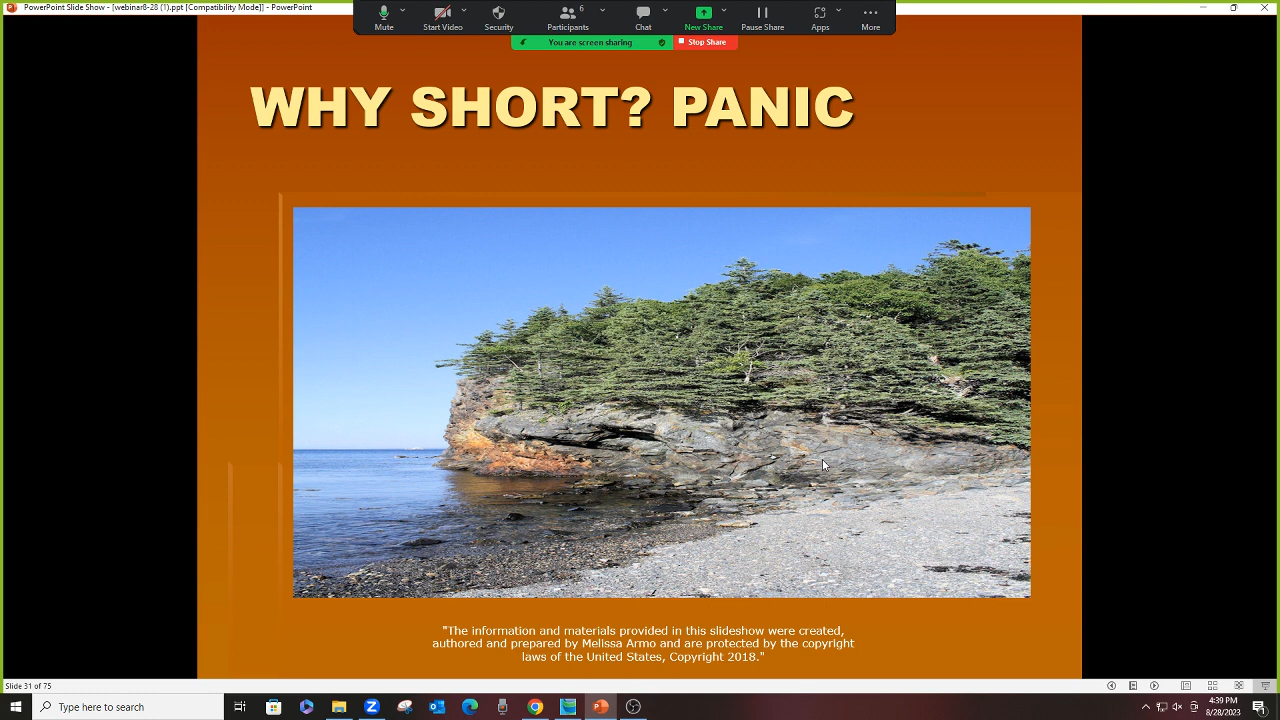 PowerPoint Slide Show - [webinar8-28 (1).ppt [Compatibility Mode]] - PowerPoint
Mute
Start Video
Security
6
Participants
Chat
New Share
Pause Share
Apps
More
You are screen sharing
Stop Share
WHY SHORT? PANIC
"The information and materials provided in this slideshow were created,
authored and prepared by Melissa Armo and are protected by the copyright
laws of the United States, Copyright 2018."
Slide 31 of 75
Type here to search
4:39 PM
8/28/2023